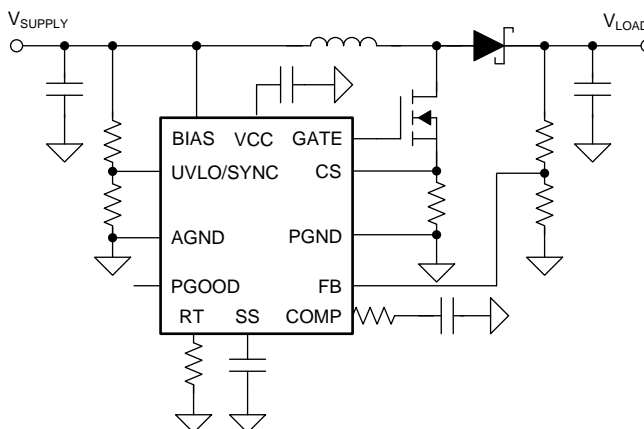 VSUPPLY
VLOAD
BIAS VCC GATE
UVLO/SYNC CS
AGND PGND
PGOOD FB
RT SS COMP